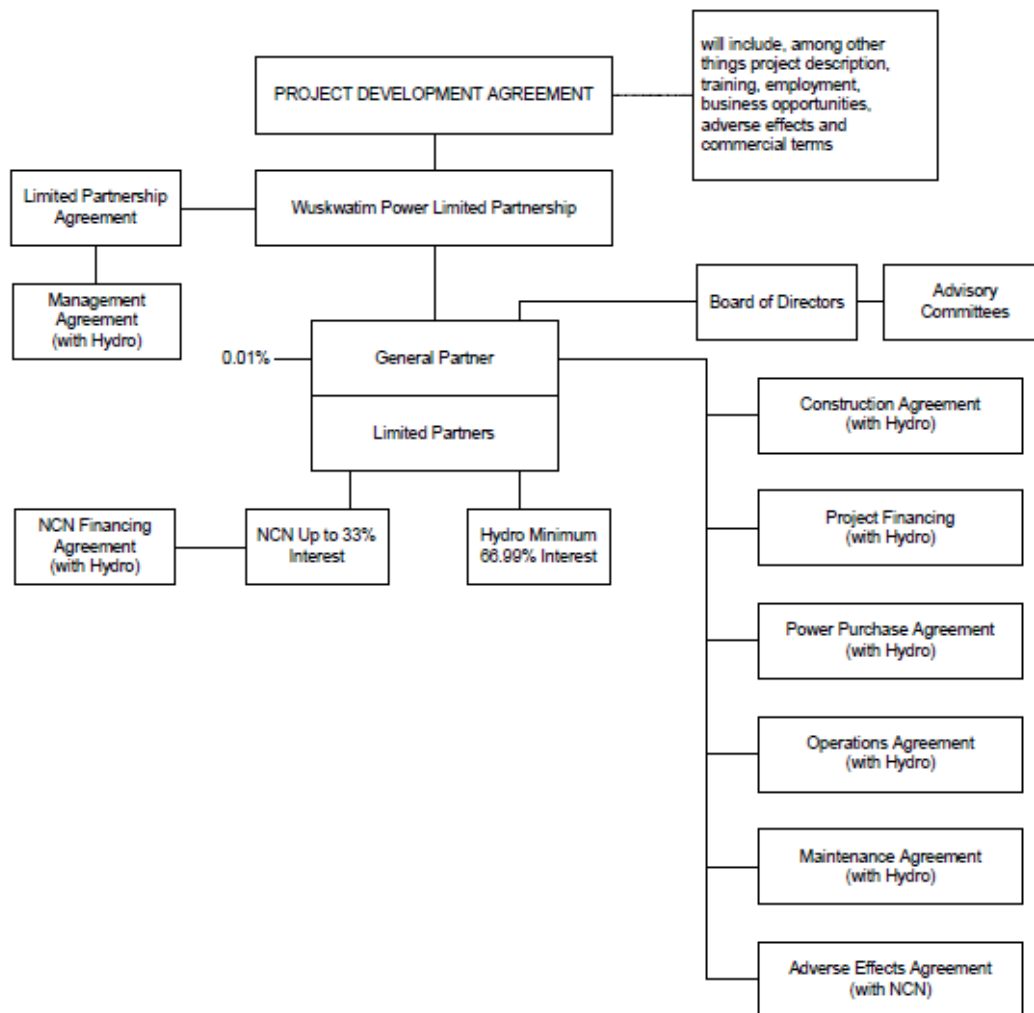 will include, among other
things project description,
training, employment,
business opportunities,
adverse effects and
commercial terms
PROJECT DEVELOPMENT AGREEMENT
Limited Partnership
Agreement
Wuskwatim Power Limited Partnership
Management
Agreement
(with Hydro)
Board of Directors
Advisory
Committees
0.01%
General Partner
Limited Partners
Construction Agreement
(with Hydro)
NCN Financing
Agreement
(with Hydro)
NCN Up to 33%
Interest
Hydro Minimum
66.99% Interest
Project Financing
(with Hydro)
Power Purchase Agreement
(with Hydro)
Operations Agreement
(with Hydro)
Maintenance Agreement
(with Hydro)
Adverse Effects Agreement
(with NCN)